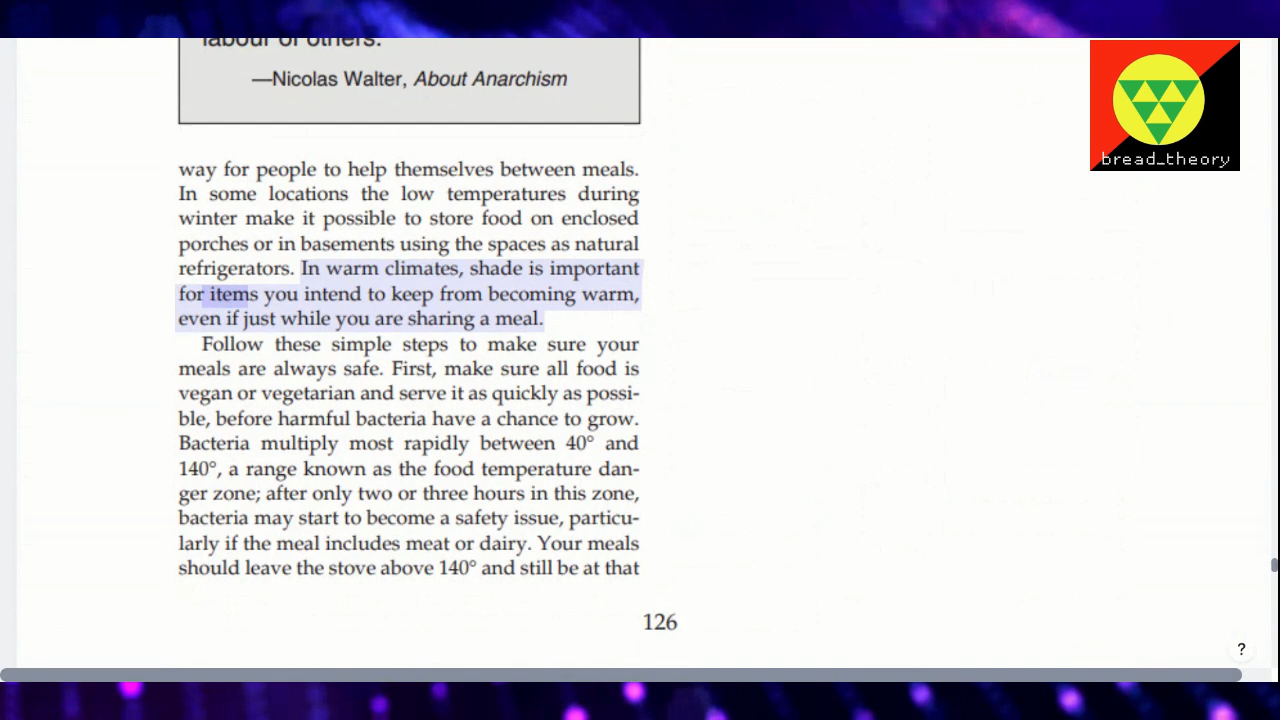 labour of others.
—Nicolas Walter, About Anarchism
bread_theory
way for people to help themselves between meals.
In some locations the low temperatures during
winter make it possible to store food on enclosed
porches or in basements using the spaces as natural
refrigerators. In warm climates, shade is important
for items you intend to keep from becoming warm,
even if just while you are sharing a meal.
Follow these simple steps to make sure your
meals are always safe. First, make sure all food is
vegan or vegetarian and serve it as quickly as possi-
ble, before harmful bacteria have a chance to grow.
Bacteria multiply most rapidly between 40° and
140°, a range known as the food temperature dan-
ger zone; after only two or three hours in this zone,
bacteria may start to become a safety issue, particu-
larly if the meal includes meat or dairy. Your meals
should leave the stove above 140° and still be at that
126
?